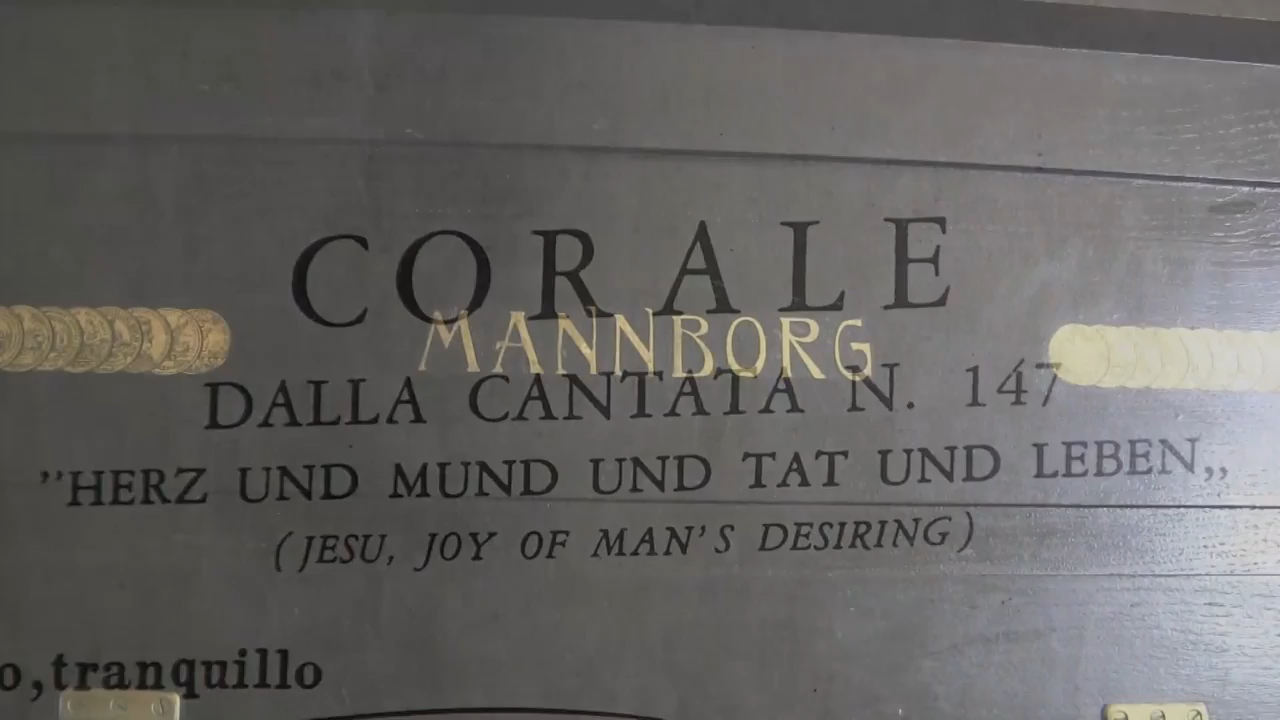 CORALE
MANNBORG
DALLA CANTATA N. 147
”HERZ UND MUND UND TAT UND LEBEN„
(JESU, JOY OF MAN'S DESIRING)
o, tranquillo